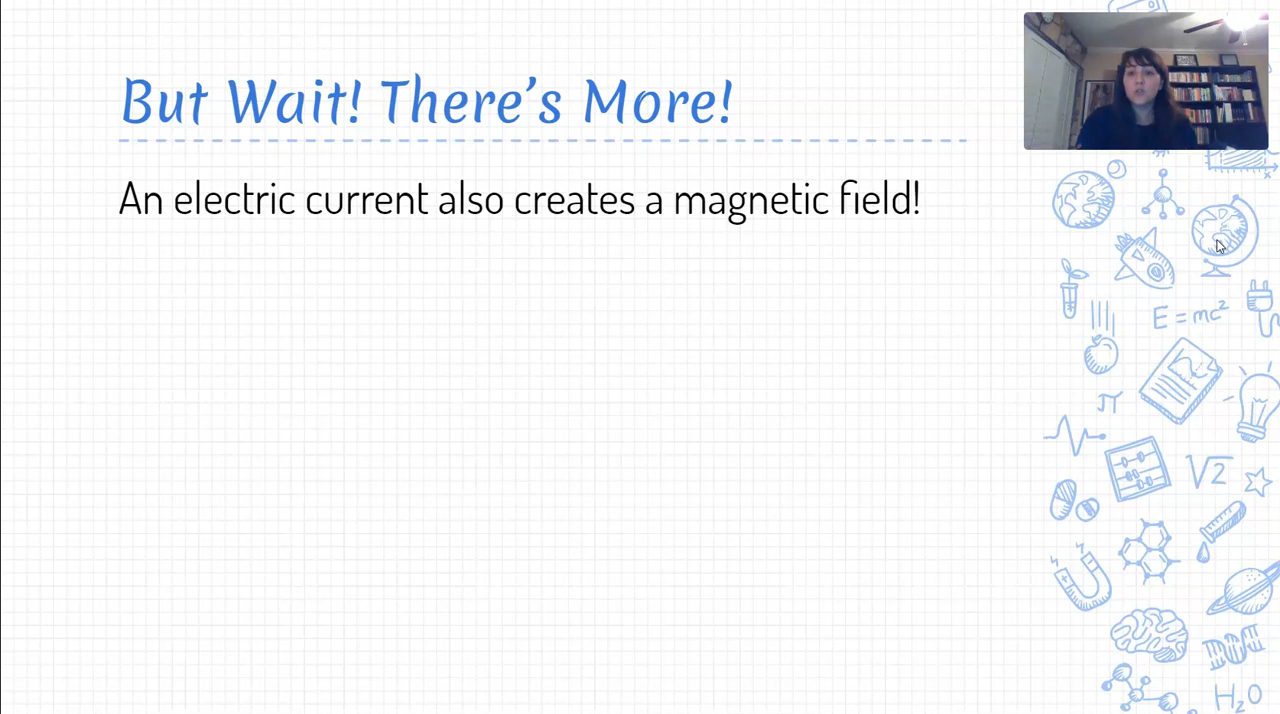 But Wait! There's More!
An electric current also creates a magnetic field!
E = mc²
π
√2
H₂O